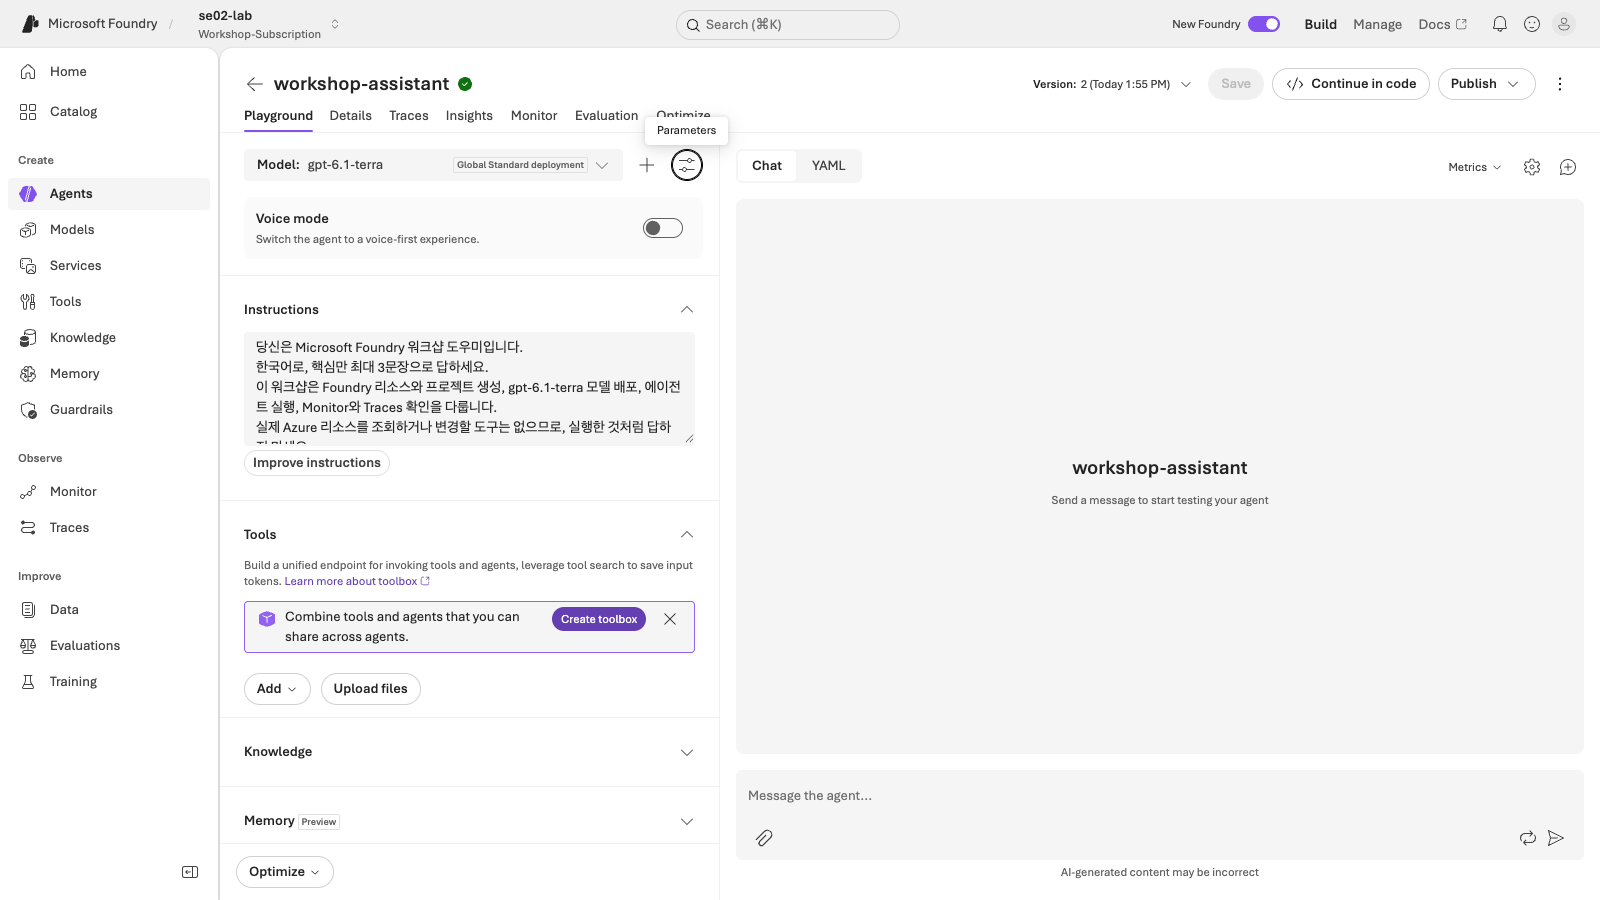 Microsoft Foundry
/
se02-lab
Workshop-Subscription
Search (⌘K)
New Foundry
Build
Manage
Docs
Home
Catalog
Create
Agents
Models
Services
Tools
Knowledge
Memory
Guardrails
Observe
Monitor
Traces
Improve
Data
Evaluations
Training
workshop-assistant
Version: 2 (Today 1:55 PM)
Save
Continue in code
Publish
Playground
Details
Traces
Insights
Monitor
Evaluation
Optimize
Parameters
Model: gpt-6.1-terra
Global Standard deployment
Voice mode
Switch the agent to a voice-first experience.
Instructions
당신은 Microsoft Foundry 워크샵 도우미입니다.
한국어로, 핵심만 최대 3문장으로 답하세요.
이 워크샵은 Foundry 리소스와 프로젝트 생성, gpt-6.1-terra 모델 배포, 에이전
트 실행, Monitor와 Traces 확인을 다룹니다.
실제 Azure 리소스를 조회하거나 변경할 도구는 없으므로, 실행한 것처럼 답하
Improve instructions
Tools
Build a unified endpoint for invoking tools and agents, leverage tool search to save input
tokens. Learn more about toolbox
Combine tools and agents that you can
share across agents.
Create toolbox
Add
Upload files
Knowledge
Memory Preview
Optimize
Chat
YAML
Metrics
workshop-assistant
Send a message to start testing your agent
Message the agent...
AI-generated content may be incorrect